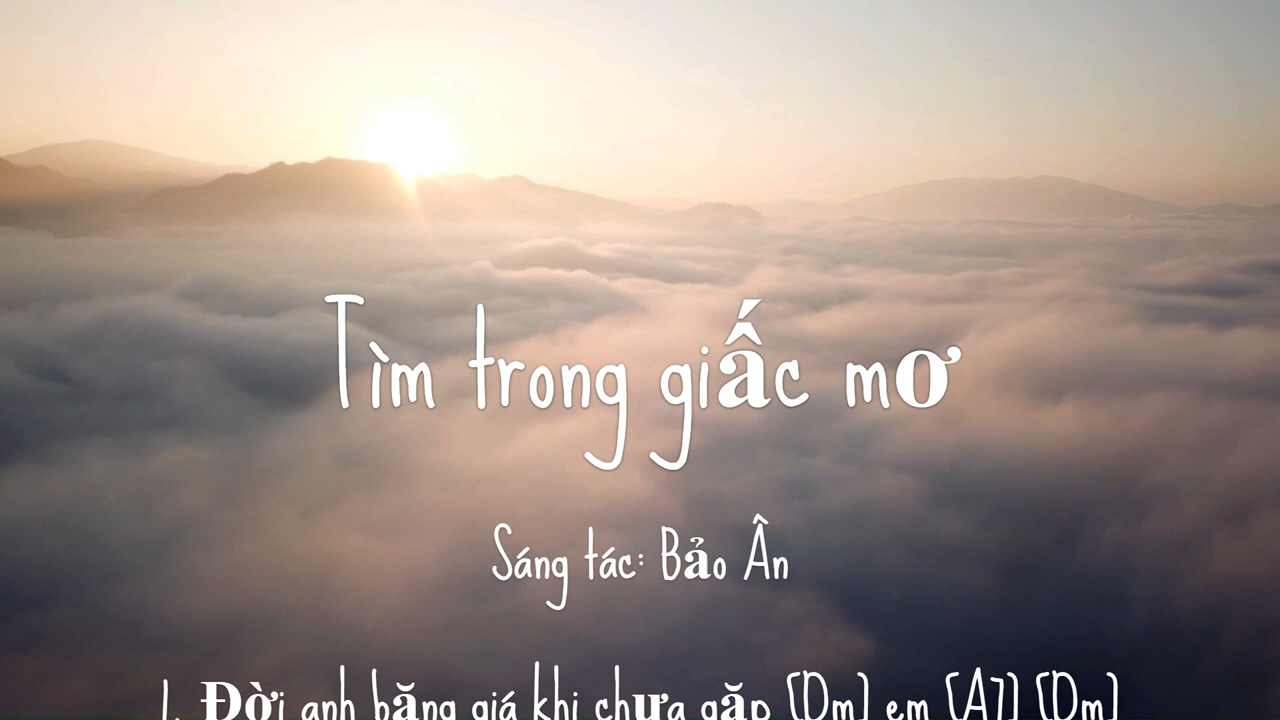 Tìm trong giấc mơ
Sáng tác: Bảo Ân
1. Đời anh băng giá khi chưa gặp [Dm] em [A7] [Dm]